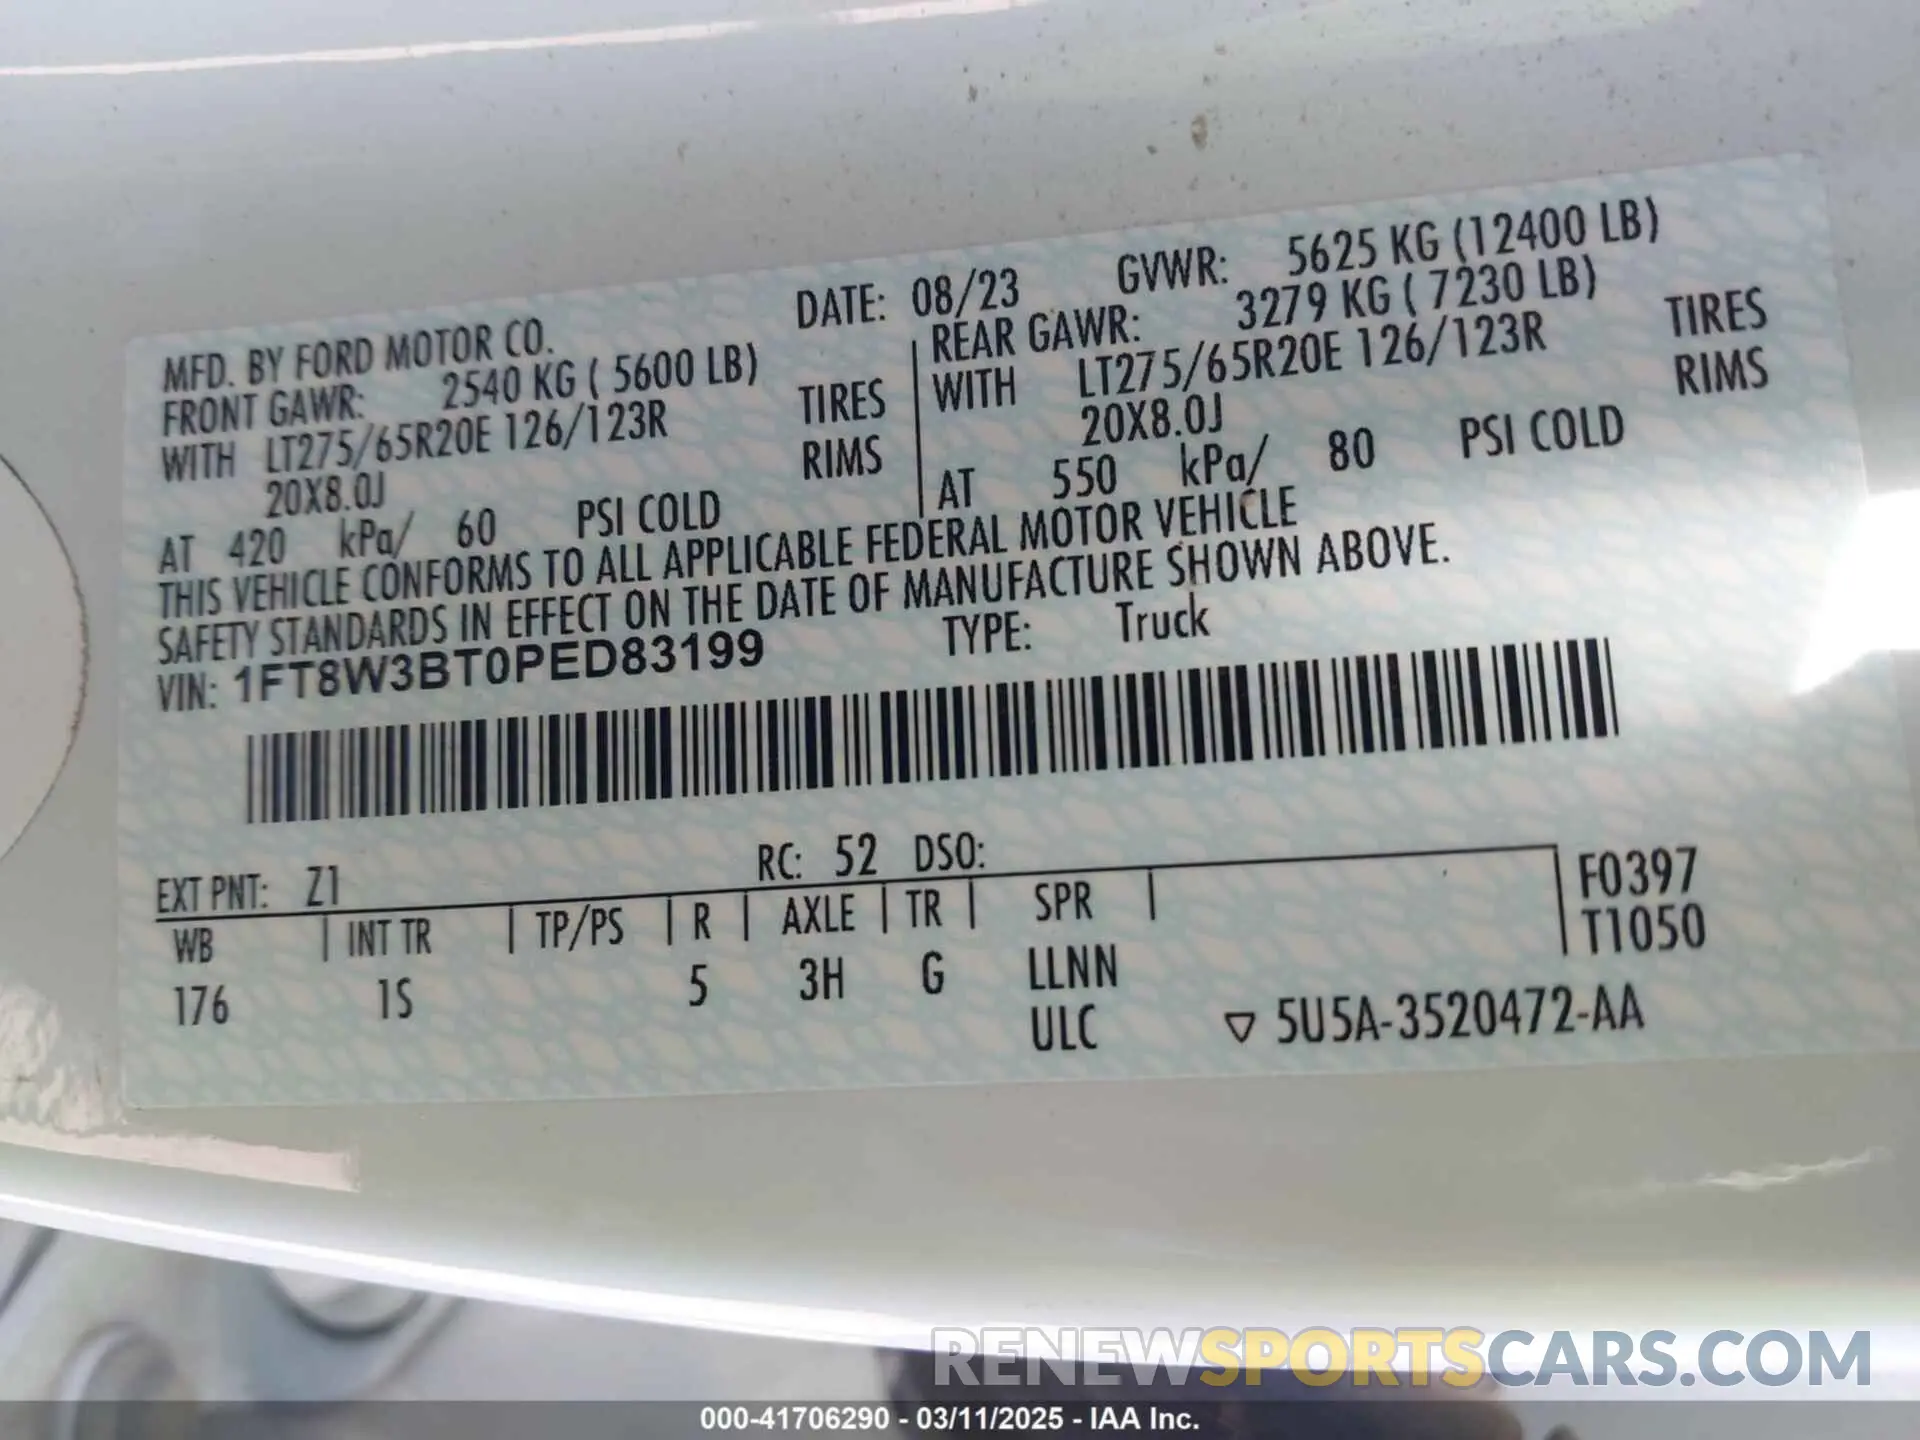 MFD. BY FORD MOTOR CO. DATE: 08/23 GVWR: 5625 KG (12400 LB)
FRONT GAWR: 2540 KG ( 5600 LB)
WITH LT275/65R20E 126/123R TIRES
20X8.0J RIMS
AT 420 kPa/ 60 PSI COLD
REAR GAWR: 3279 KG ( 7230 LB)
WITH LT275/65R20E 126/123R TIRES
20X8.0J RIMS
AT 550 kPa/ 80 PSI COLD
THIS VEHICLE CONFORMS TO ALL APPLICABLE FEDERAL MOTOR VEHICLE
SAFETY STANDARDS IN EFFECT ON THE DATE OF MANUFACTURE SHOWN ABOVE.
VIN: 1FT8W3BT0PED83199 TYPE: Truck
EXT PNT: Z1 RC: 52 DSO:
WB | INT TR | TP/PS | R | AXLE | TR | SPR | F0397
T1050
176 1S 5 3H G LLNN
ULC ▽ 5U5A-3520472-AA
RENEWSPORTSCARS.COM
000-41706290 - 03/11/2025 - IAA Inc.